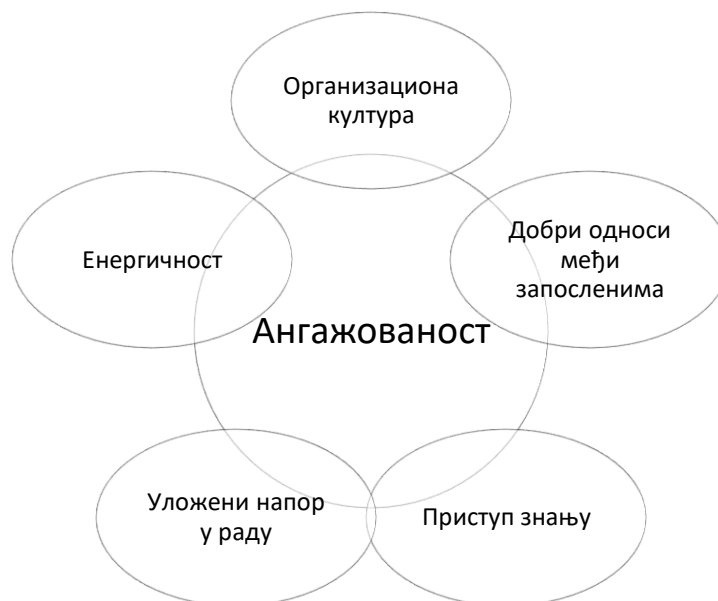 Организациона
култура
Енергичност
Добри односи
међи
запосленима
Ангажованост
Уложени напор
у раду
Приступ знању